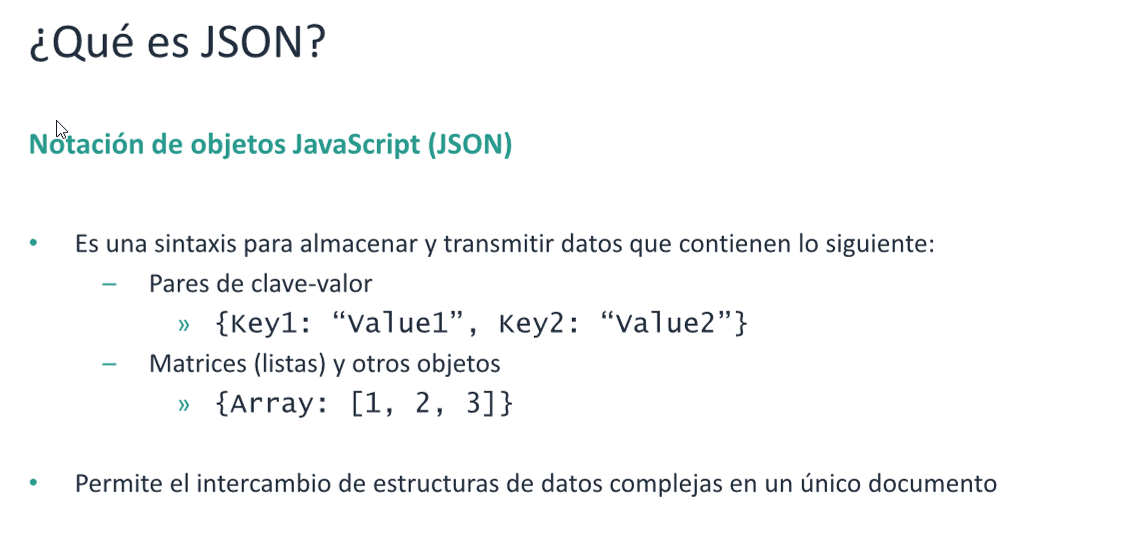 ¿Qué es JSON?
Notación de objetos JavaScript (JSON)
• Es una sintaxis para almacenar y transmitir datos que contienen lo siguiente:
– Pares de clave-valor
» {Key1: “Value1”, Key2: “Value2”}
– Matrices (listas) y otros objetos
» {Array: [1, 2, 3]}
• Permite el intercambio de estructuras de datos complejas en un único documento